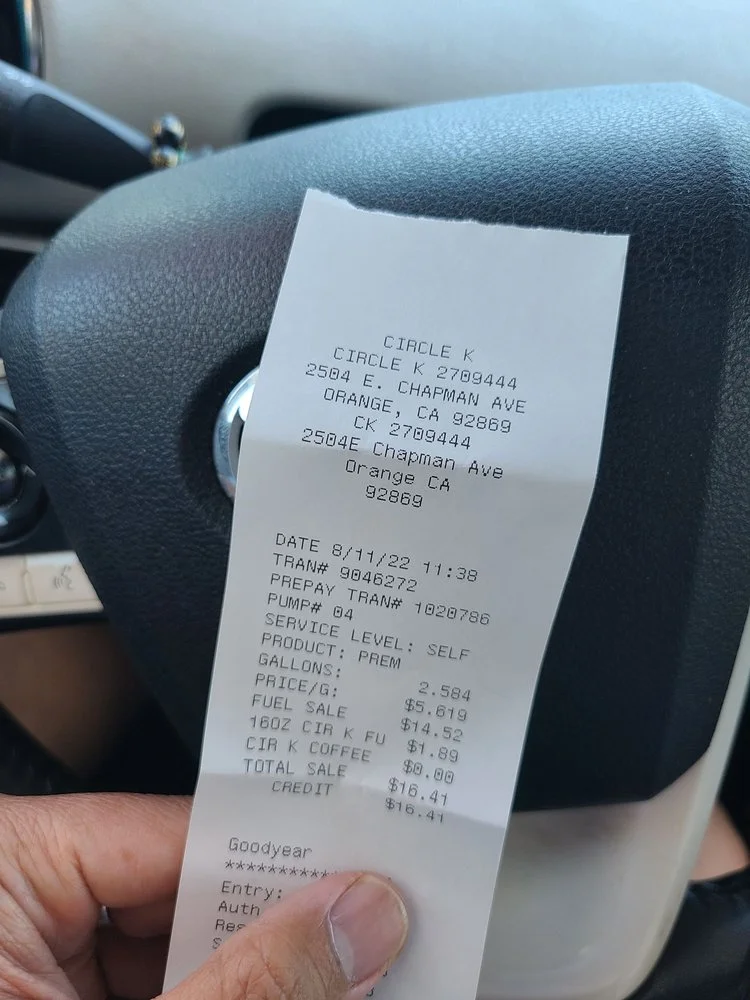 CIRCLE K
CIRCLE K 2709444
2504 E. CHAPMAN AVE
ORANGE, CA 92869
CK 2709444
2504E Chapman Ave
Orange CA
92869
DATE 8/11/22 11:38
TRAN# 9046272
PREPAY TRAN# 1020786
PUMP# 04
SERVICE LEVEL: SELF
PRODUCT: PREM
GALLONS: 2.584
PRICE/G: $5.619
FUEL SALE $14.52
16OZ CIR K FU $1.89
CIR K COFFEE $0.00
TOTAL SALE $16.41
CREDIT $16.41
Goodyear
************
Entry:
Auth